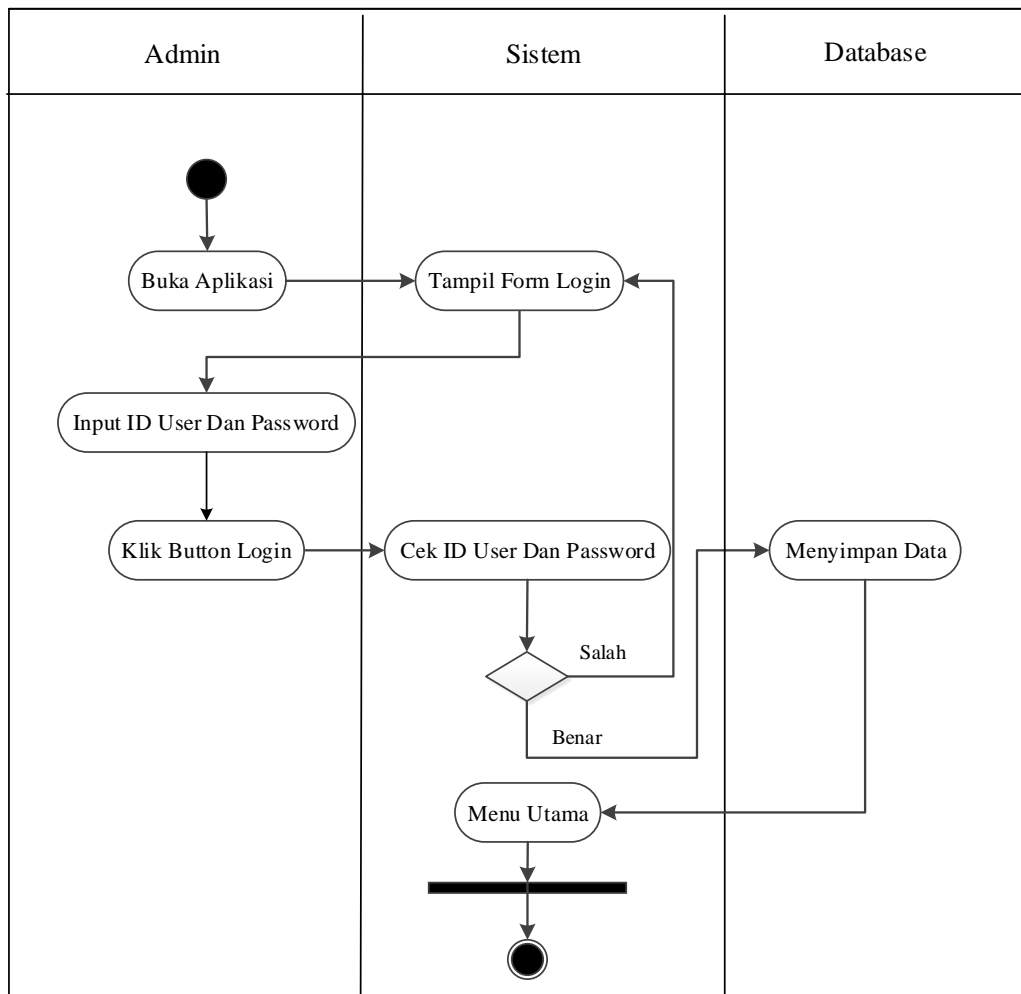 Admin
Sistem
Database
Buka Aplikasi
Tampil Form Login
Input ID User Dan Password
Klik Button Login
Cek ID User Dan Password
Menyimpan Data
Salah
Benar
Menu Utama